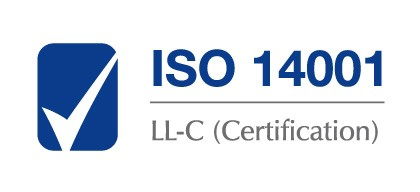 ISO 14001
LL-C (Certification)